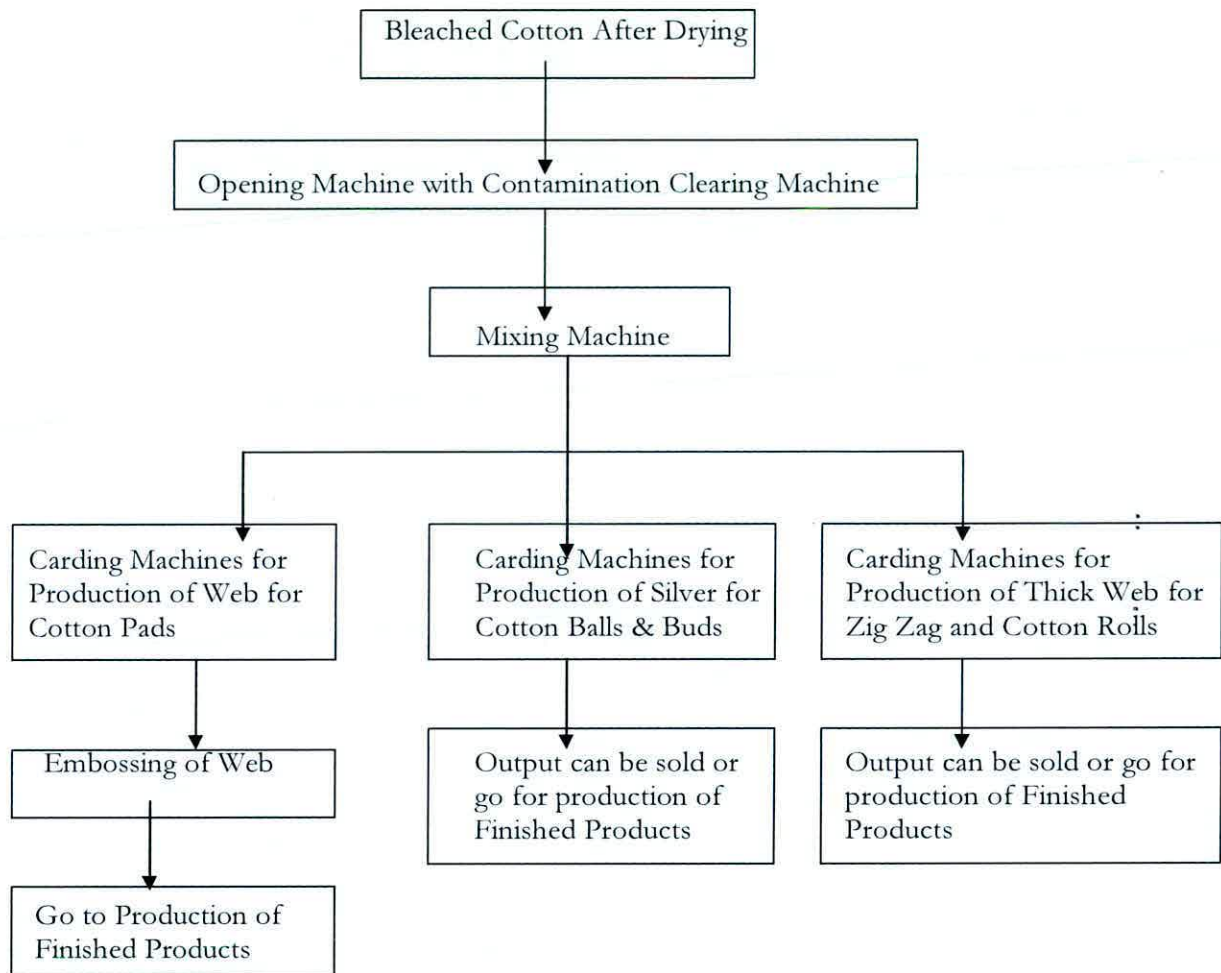 Bleached Cotton After Drying
Opening Machine with Contamination Clearing Machine
Mixing Machine
Carding Machines for
Production of Web for
Cotton Pads
Carding Machines for
Production of Silver for
Cotton Balls & Buds
Carding Machines for
Production of Thick Web for
Zig Zag and Cotton Rolls
Embossing of Web
Output can be sold or
go for production of
Finished Products
Output can be sold or go for
production of Finished
Products
Go to Production of
Finished Products